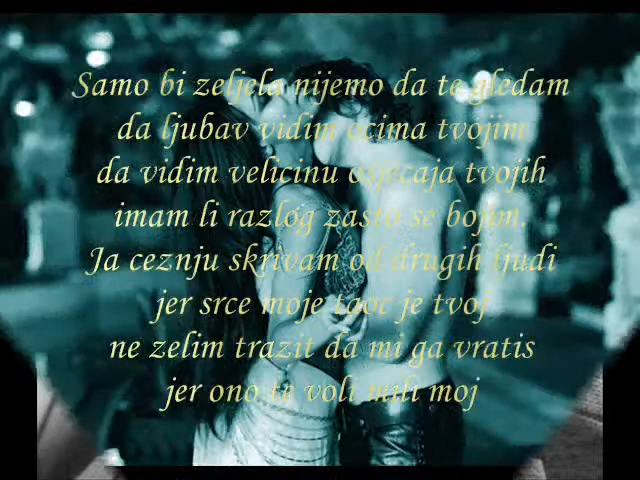 Samo bi zeljela nijemo da te gledam
da ljubav vidim ocima tvojim
da vidim velicinu osjecaja tvojih
imam li razlog zasto se bojim.
Ja ceznju skrivam od drugih ljudi
jer srce moje taoc je tvoj
ne zelim trazit da mi ga vratis
jer ono te voli mili moj